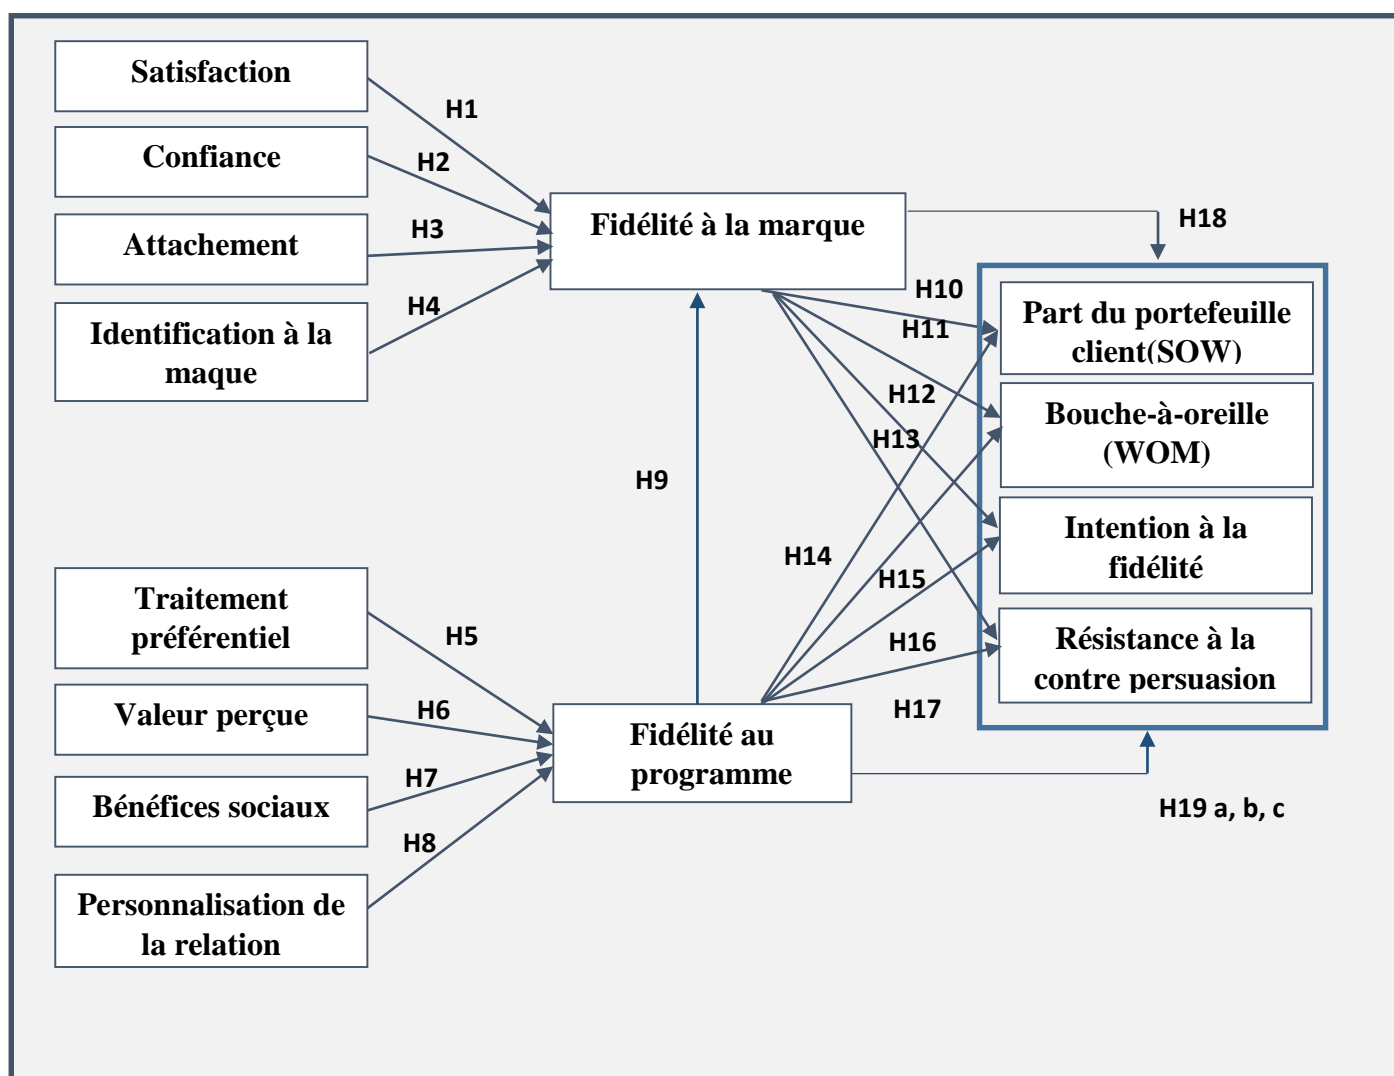 Satisfaction
H1
Confiance
H2
Attachement
H3
Identification à la
maque
H4
Fidélité à la marque
H18
H10
H11
H12
H13
Part du portefeuille
client(SOW)
Bouche-à-oreille
(WOM)
Intention à la
fidélité
Résistance à la
contre persuasion
H9
H14
H15
H16
H17
Traitement
préférentiel
H5
Valeur perçue
H6
Bénéfices sociaux
H7
Personnalisation de
la relation
H8
Fidélité au
programme
H19 a, b, c